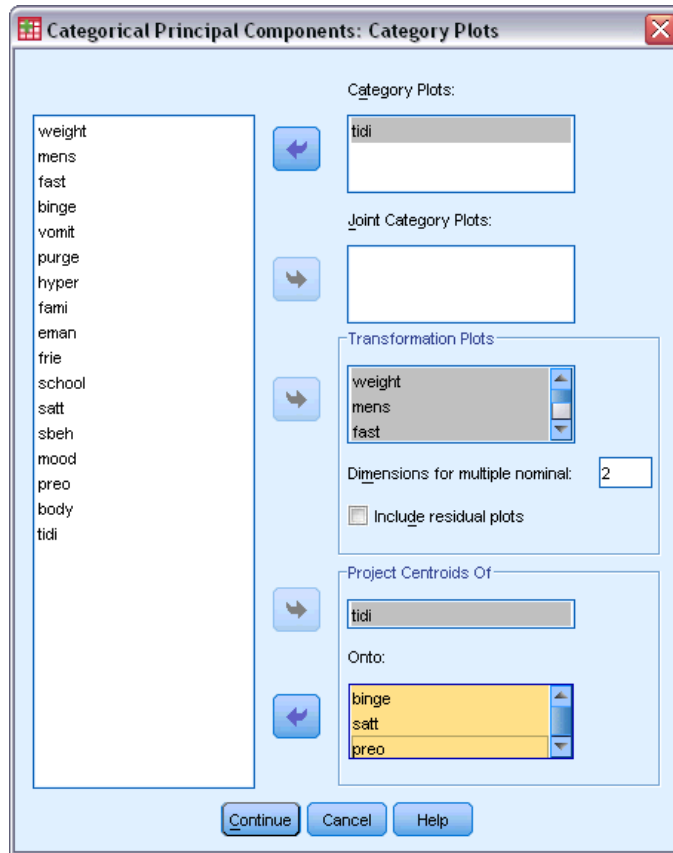 Categorical Principal Components: Category Plots
weight
mens
fast
binge
vomit
purge
hyper
fami
eman
frie
school
satt
sbeh
mood
preo
body
tidi
Category Plots:
tidi
Joint Category Plots:
Transformation Plots
weight
mens
fast
Dimensions for multiple nominal: 2
Include residual plots
Project Centroids Of
tidi
Onto:
binge
satt
preo
Continue
Cancel
Help